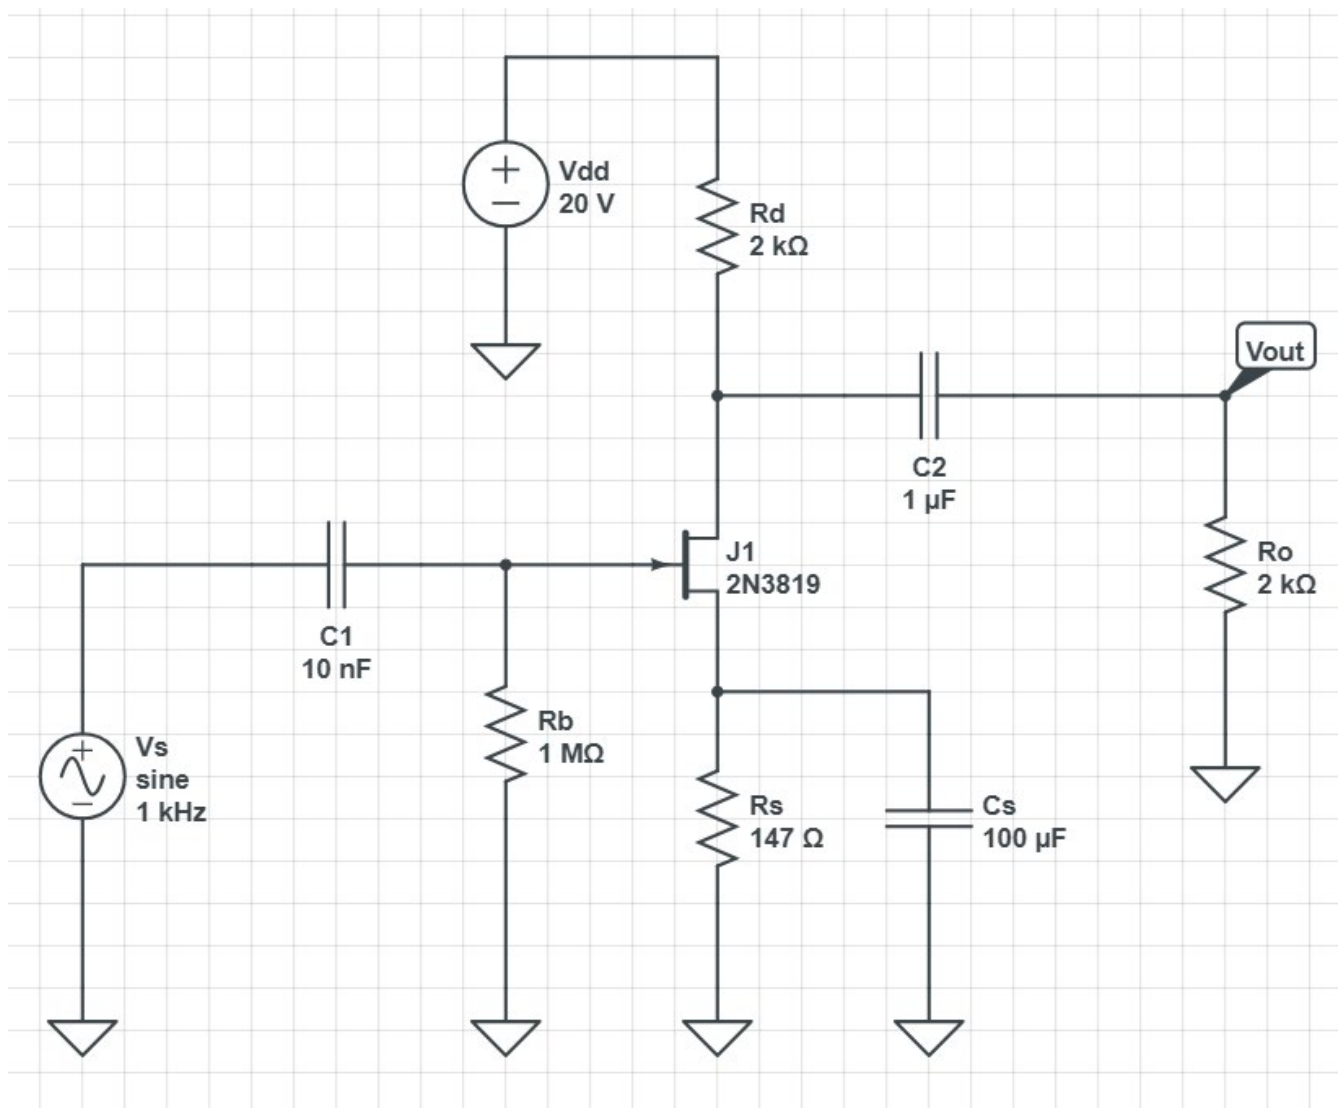 +
Vdd
20 V
Rd
2 kΩ
Vout
C2
1 µF
J1
2N3819
Ro
2 kΩ
C1
10 nF
Rb
1 MΩ
Vs
sine
1 kHz
Rs
147 Ω
Cs
100 µF